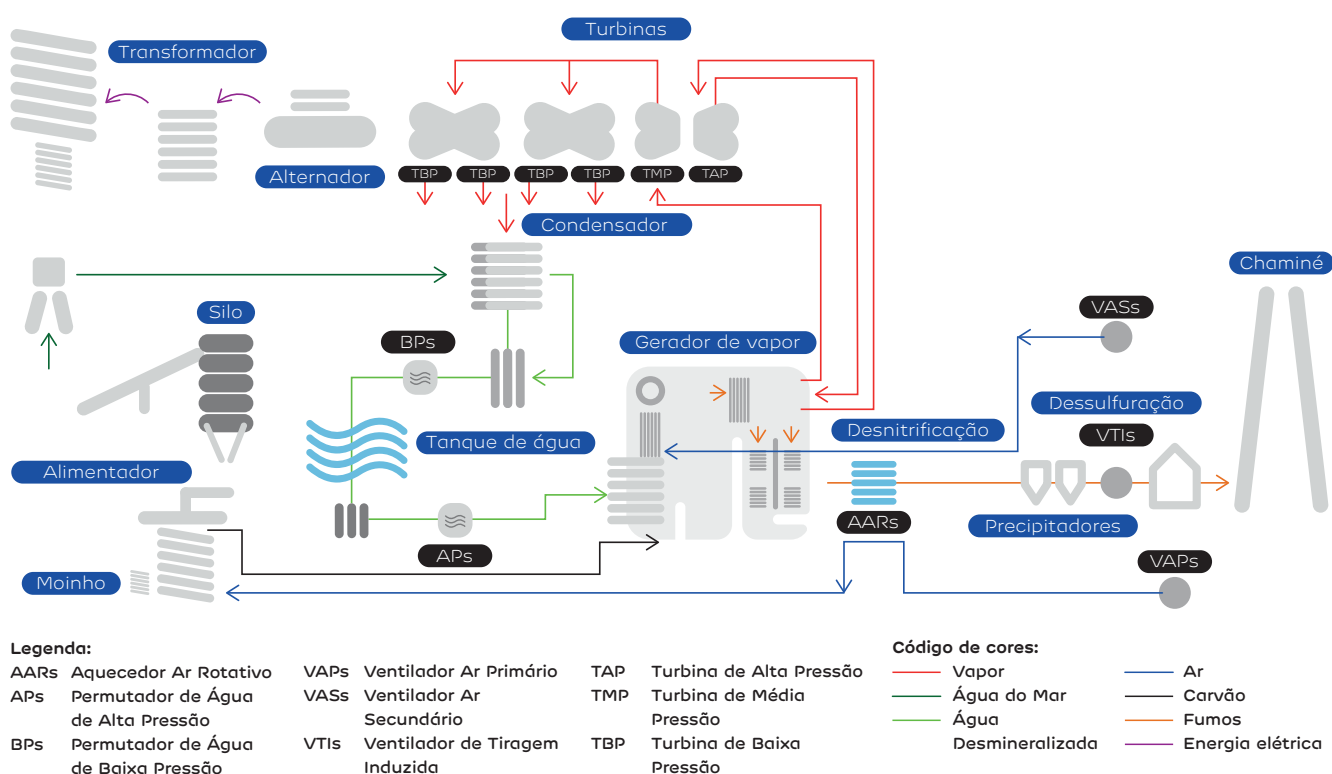 Turbinas
Transformador
Alternador
TBP
TBP
TBP
TBP
TMP
TAP
Condensador
Chaminé
Silo
VASs
BPs
Gerador de vapor
Dessulfuração
Desnitrificação
VTIs
Tanque de água
Alimentador
AARs
Precipitadores
APs
VAPs
Moinho
Legenda:
AARs Aquecedor Ar Rotativo
APs Permutador de Água
de Alta Pressão
BPs Permutador de Água
de Baixa Pressão
VAPs Ventilador Ar Primário
VASs Ventilador Ar
Secundário
VTIs Ventilador de Tiragem
Induzida
TAP Turbina de Alta Pressão
TMP Turbina de Média
Pressão
TBP Turbina de Baixa
Pressão
Código de cores:
Vapor
Água do Mar
Água
Desmineralizada
Ar
Carvão
Fumos
Energia elétrica